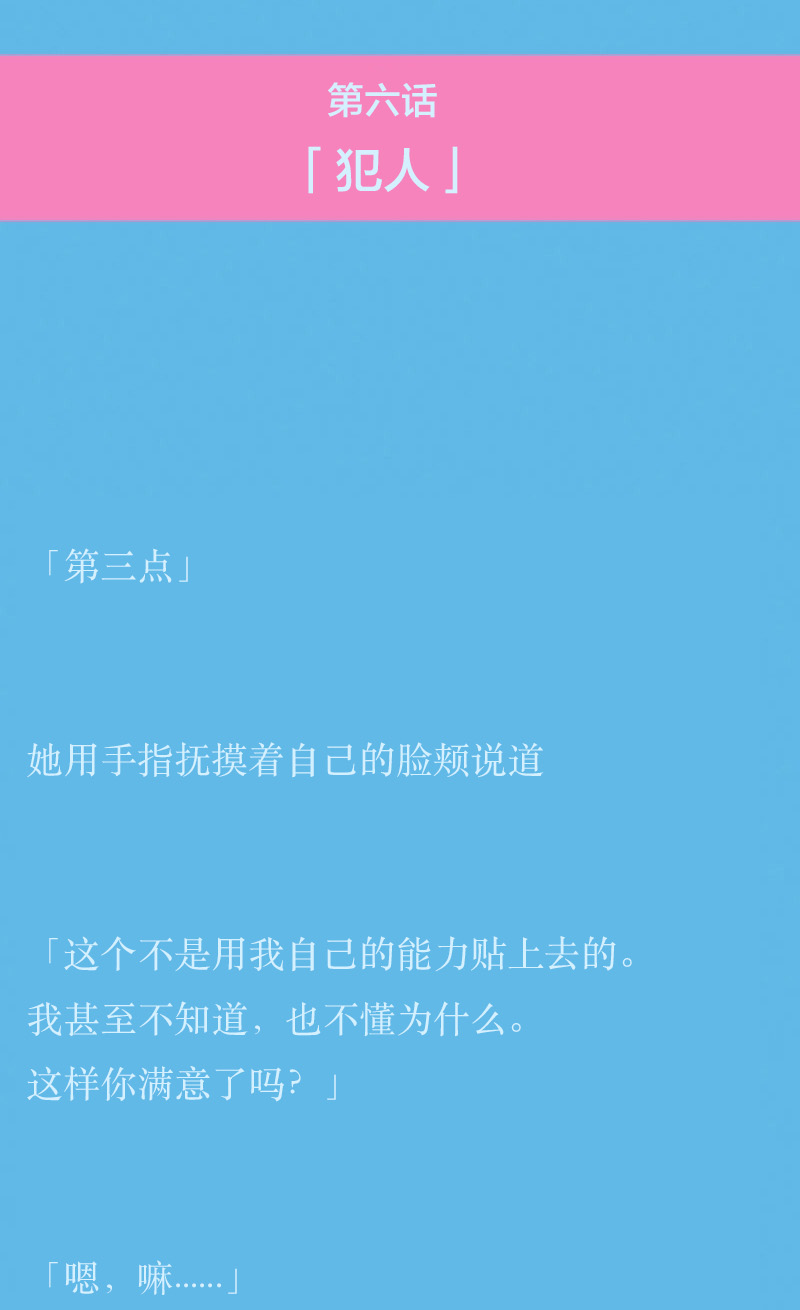 第六话
「犯人」
「第三点」
她用手指抚摸着自己的脸颊说道
「这个不是用我自己的能力贴上去的。
我甚至不知道，也不懂为什么。
这样你满意了吗？」
「嗯，嘛……」